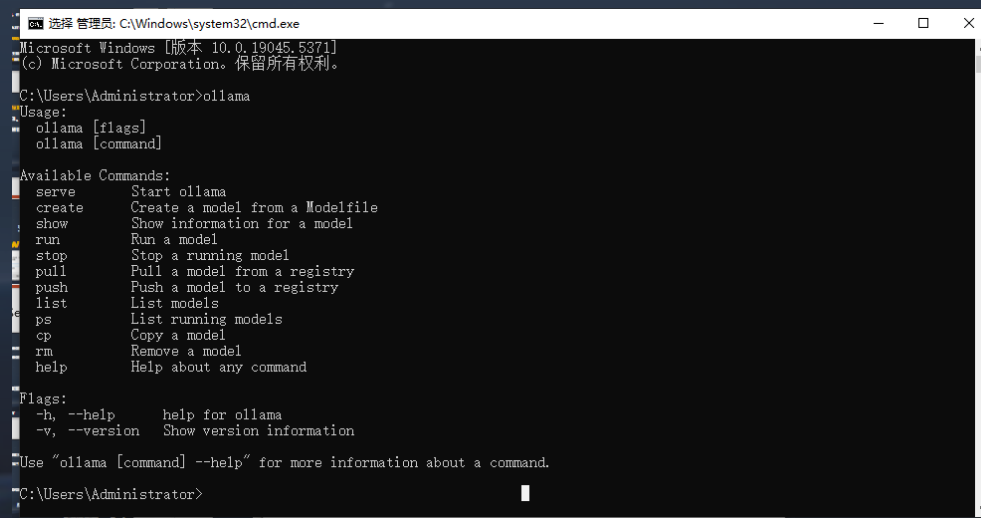 选择 管理员: C:\Windows\system32\cmd.exe
Microsoft Windows [版本 10.0.19045.5371]
(c) Microsoft Corporation。保留所有权利。
C:\Users\Administrator>ollama
Usage:
ollama [flags]
ollama [command]
Available Commands:
serve Start ollama
create Create a model from a Modelfile
show Show information for a model
run Run a model
stop Stop a running model
pull Pull a model from a registry
push Push a model to a registry
list List models
ps List running models
cp Copy a model
rm Remove a model
help Help about any command
Flags:
-h, --help help for ollama
-v, --version Show version information
Use "ollama [command] --help" for more information about a command.
C:\Users\Administrator>